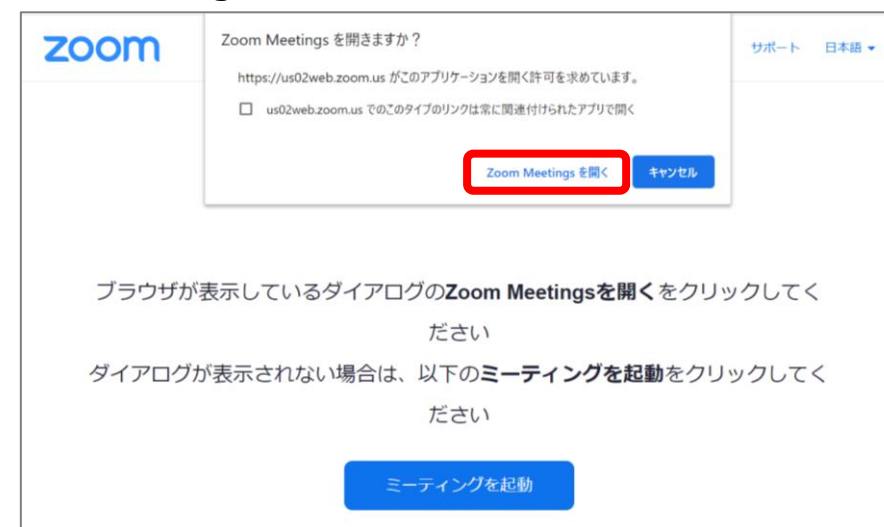 zoom
Zoom Meetings を開きますか？
サポート 日本語
https://us02web.zoom.us がこのアプリケーションを開く許可を求めています。
us02web.zoom.us でのこのタイプのリンクは常に関連付けられたアプリで開く
Zoom Meetings を開く キャンセル
ブラウザが表示しているダイアログのZoom Meetingsを開くをクリックしてく
ださい
ダイアログが表示されない場合は、以下のミーティングを起動をクリックしてく
ださい
ミーティングを起動